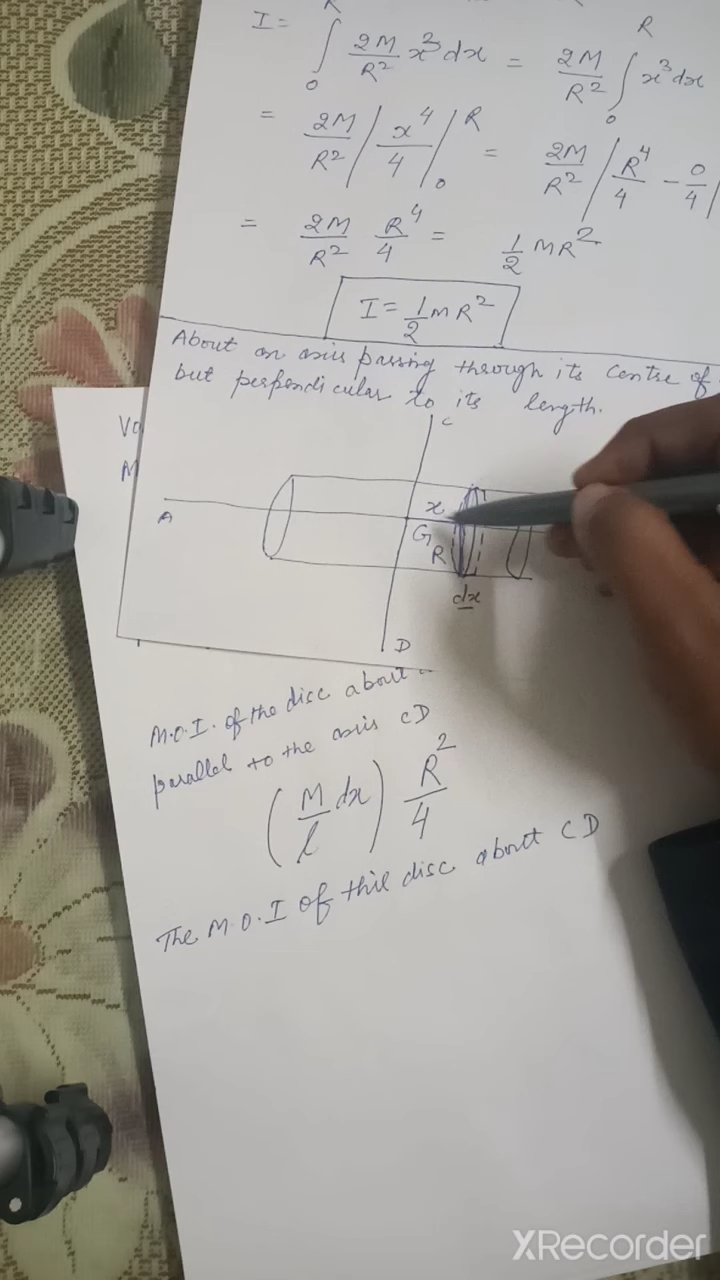 I = ∫₀ᴿ 2M/R² x³ dx = 2M/R² ∫₀ᴿ x³ dx
= 2M/R² | x⁴/4 |₀ᴿ = 2M/R² | R⁴/4 - 0/4 |
= 2M/R² R⁴/4 = 1/2 MR²
I = 1/2 MR²
About an axis passing through its centre of
but perpendicular to its length.
C
A
x
G
R
dx
D
M.O.I. of the disc about
parallel to the axis CD
(M/l dx) R²/4
The M.O.I of this disc about CD
XRecorder